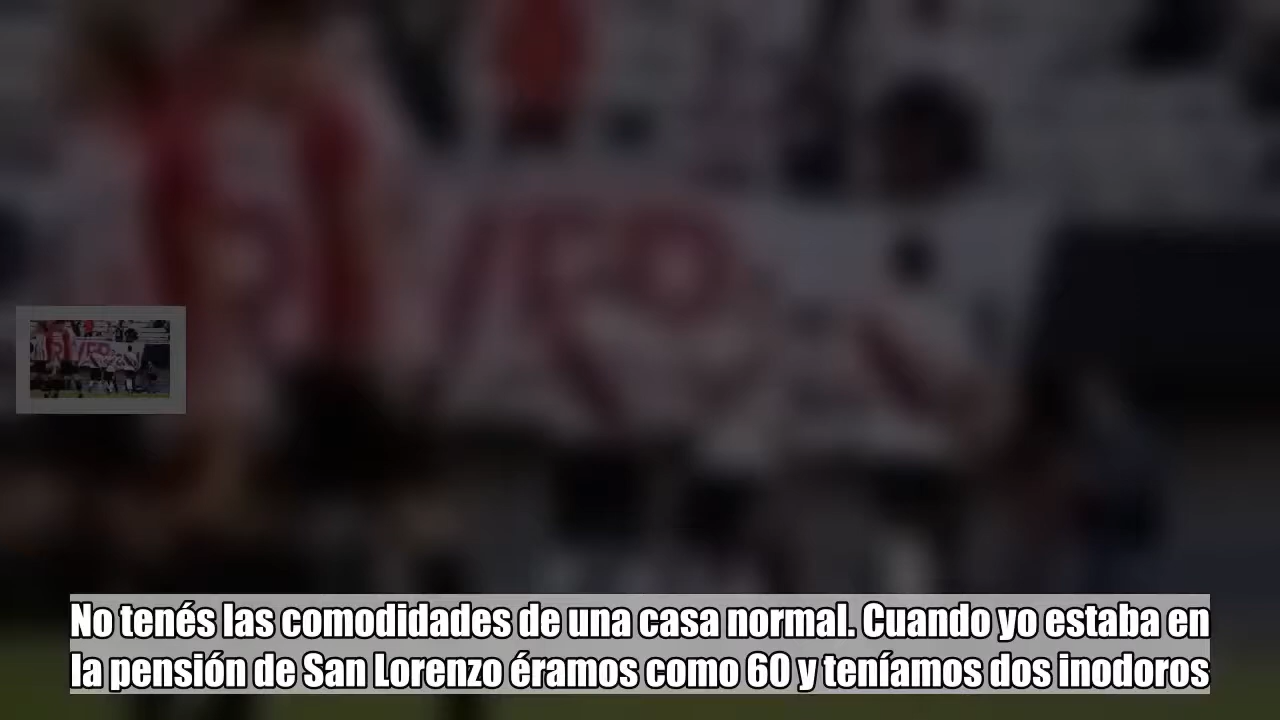 No tenés las comodidades de una casa normal. Cuando yo estaba en
la pensión de San Lorenzo éramos como 60 y teníamos dos inodoros